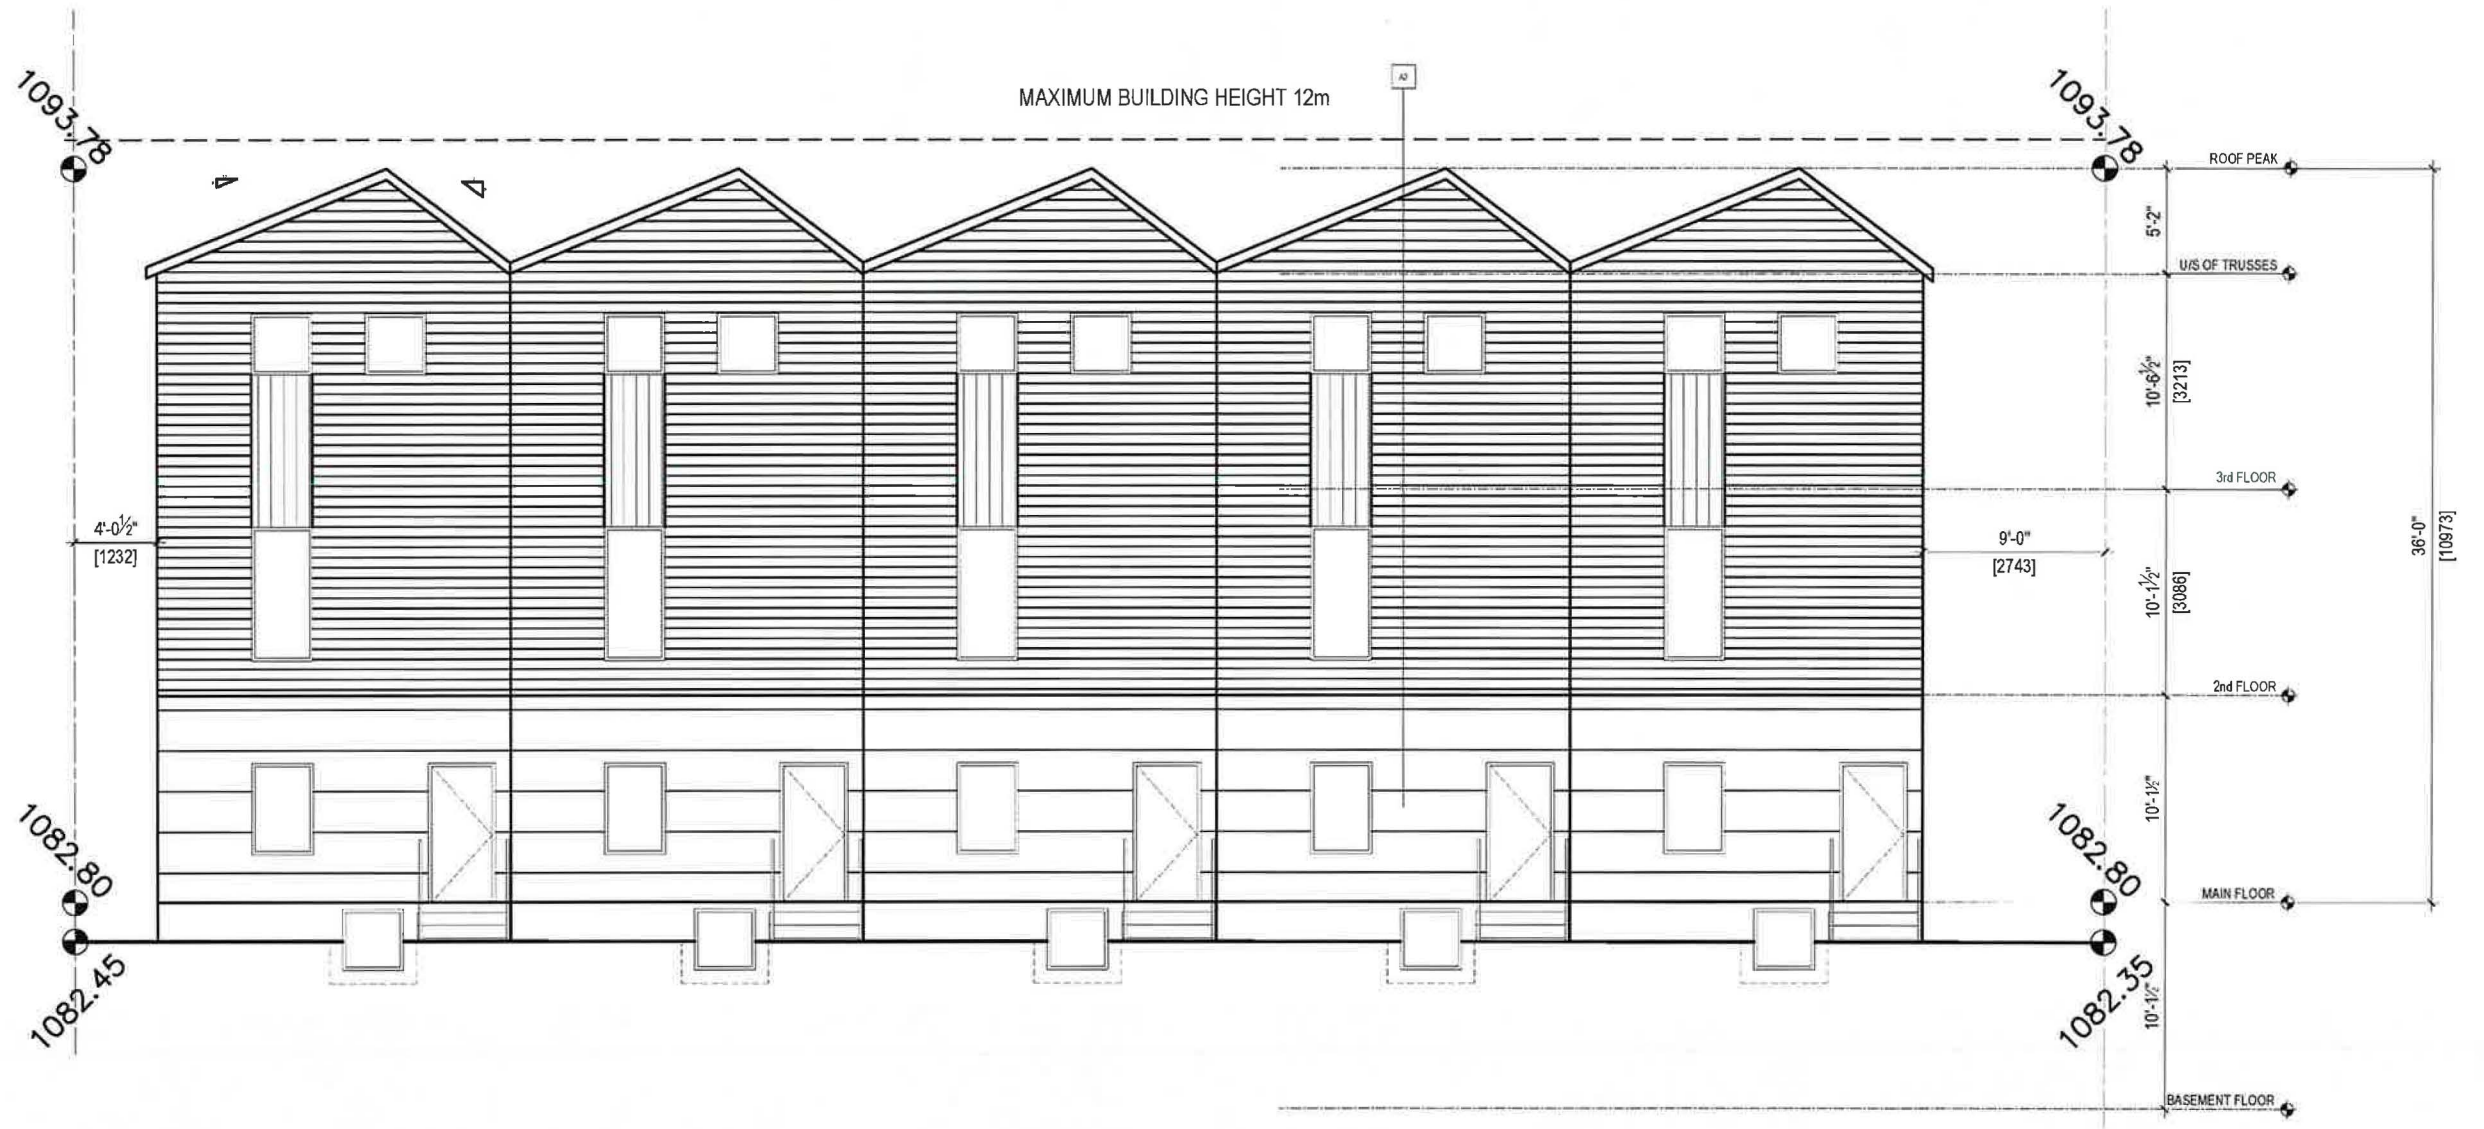 MAXIMUM BUILDING HEIGHT 12m
1093.78
1093.78
ROOF PEAK
5'-2"
U/S OF TRUSSES
10'-6½"
[3213]
3rd FLOOR
4'-0½"
[1232]
9'-0"
[2743]
36'-0"
[10973]
10'-1½"
[3086]
2nd FLOOR
10'-1½"
1082.80
1082.80
MAIN FLOOR
1082.45
1082.35
10'-1½"
BASEMENT FLOOR